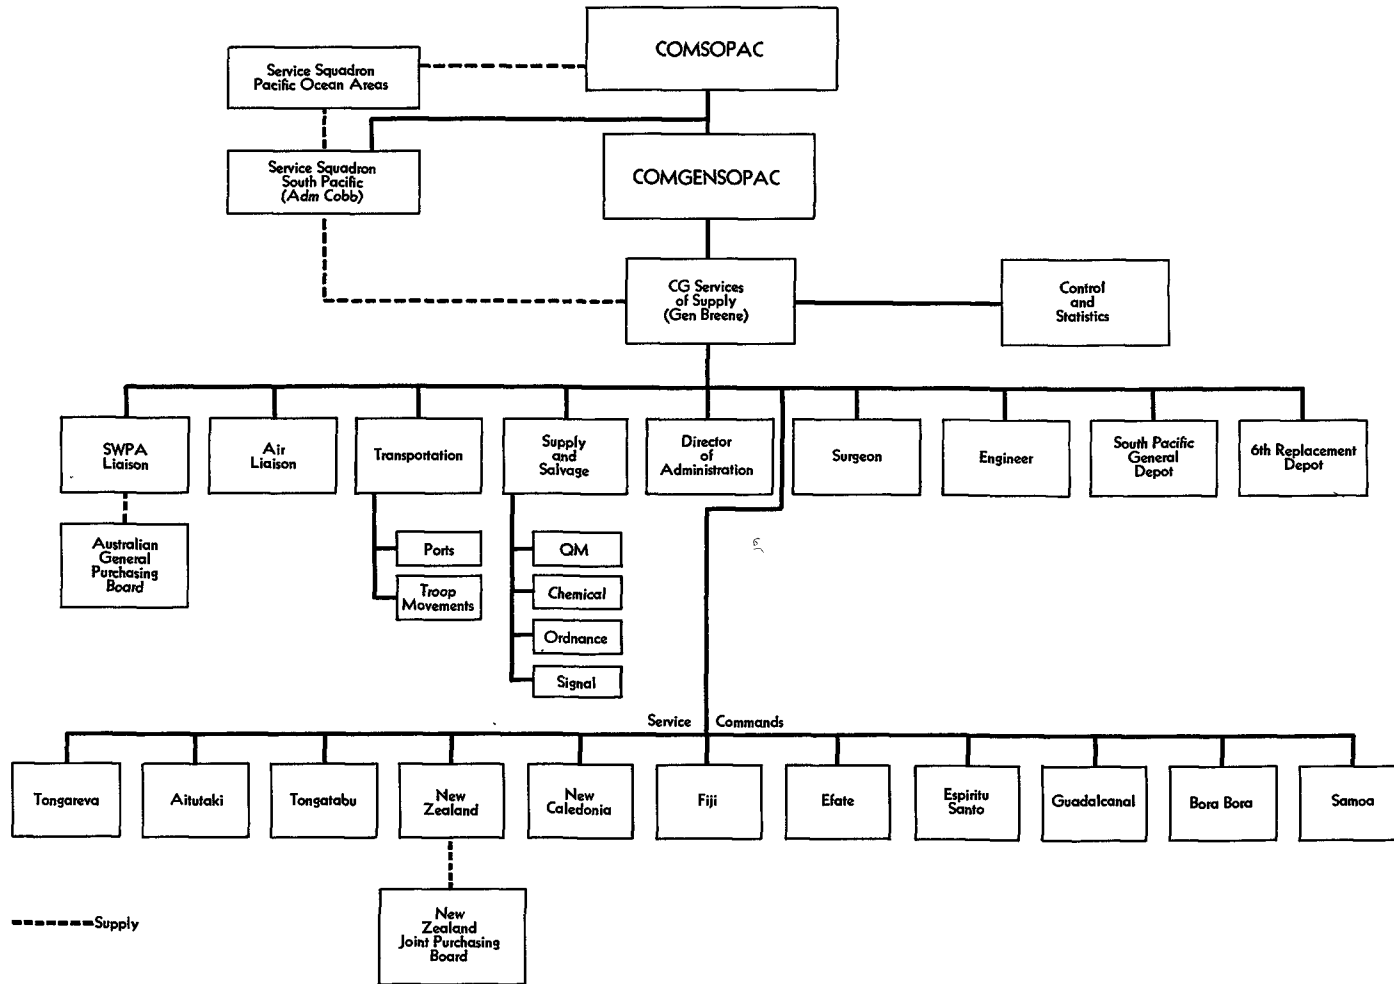 COMSOPAC
Service Squadron
Pacific Ocean Areas
Service Squadron
South Pacific
(Adm Cobb)
COMGENSOPAC
CG Services
of Supply
(Gen Breene)
Control
and
Statistics
SWPA
Liaison
Air
Liaison
Transportation
Supply
and
Salvage
Director
of
Administration
Surgeon
Engineer
South Pacific
General
Depot
6th Replacement
Depot
Australian
General
Purchasing
Board
Ports
Troop
Movements
QM
Chemical
Ordnance
Signal
Service Commands
Tongareva
Aitutaki
Tongatabu
New
Zealand
New
Caledonia
Fiji
Efate
Espiritu
Santo
Guadalcanal
Bora Bora
Samoa
New
Zealand
Joint Purchasing
Board
Supply